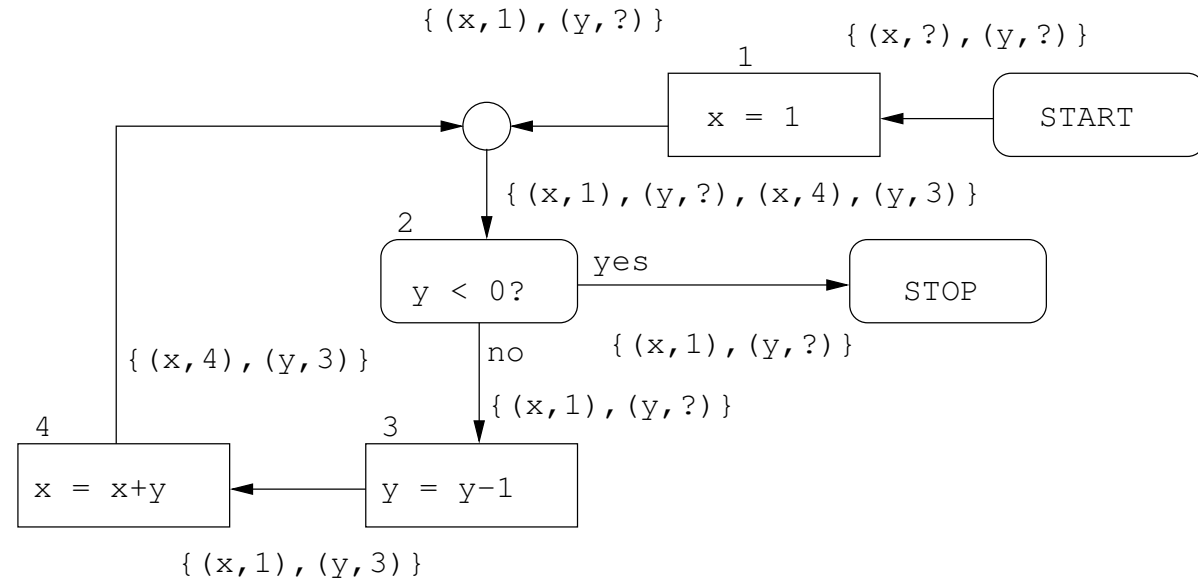 {(x,1),(y,?)}
{(x,?),(y,?)}
1
x = 1
START
{(x,1),(y,?),(x,4),(y,3)}
2
y < 0?
yes
STOP
{(x,1),(y,?)}
no
{(x,4),(y,3)}
{(x,1),(y,?)}
4
x = x+y
3
y = y-1
{(x,1),(y,3)}